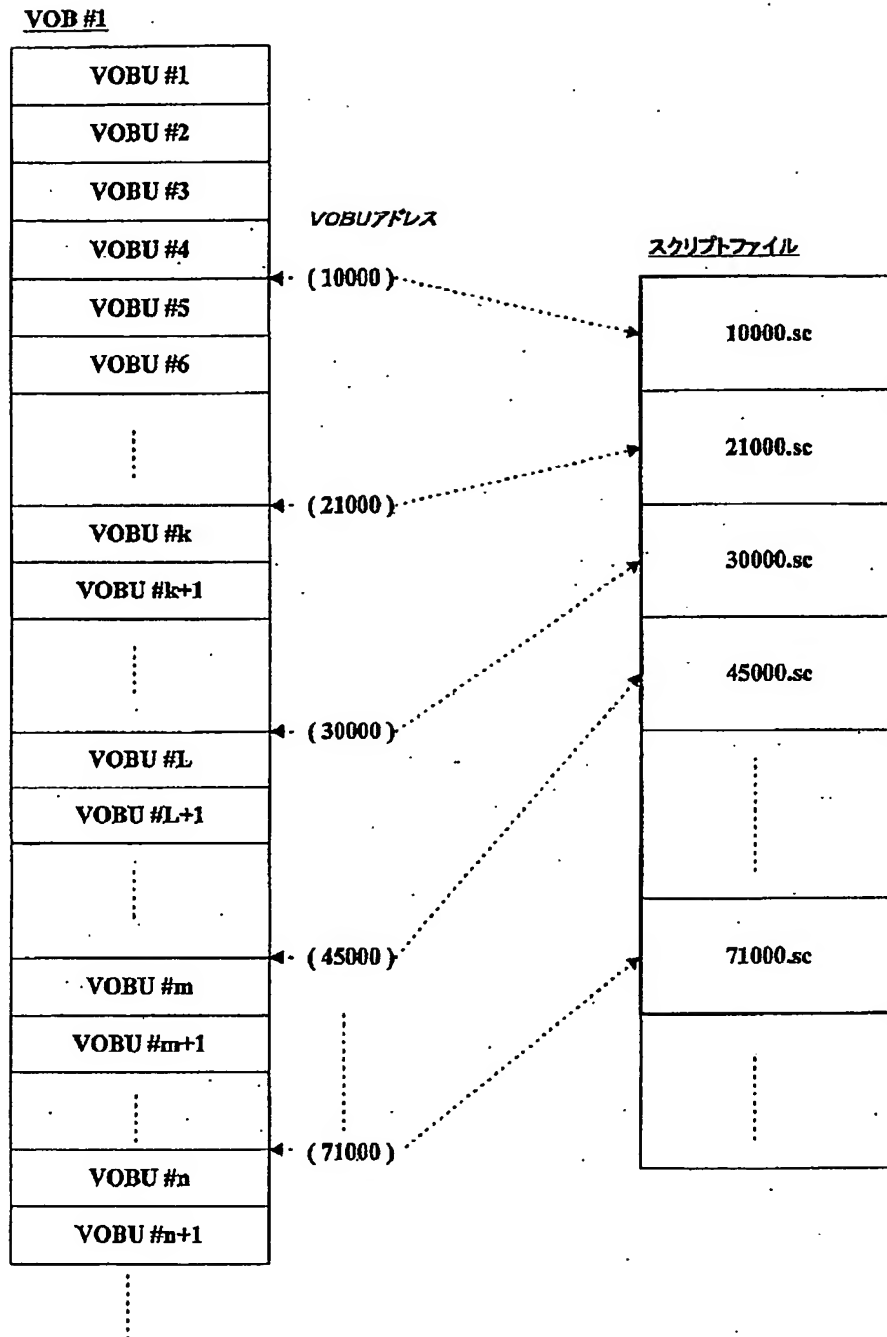 VOB #1
VOBU #1
VOBU #2
VOBU #3
VOBU #4
VOBU #5
VOBU #6
VOBU #k
VOBU #k+1
VOBU #L
VOBU #L+1
VOBU #m
VOBU #m+1
VOBU #n
VOBU #n+1
VOBUアドレス
( 10000 )
( 21000 )
( 30000 )
( 45000 )
( 71000 )
スクリプトファイル
10000.sc
21000.sc
30000.sc
45000.sc
71000.sc